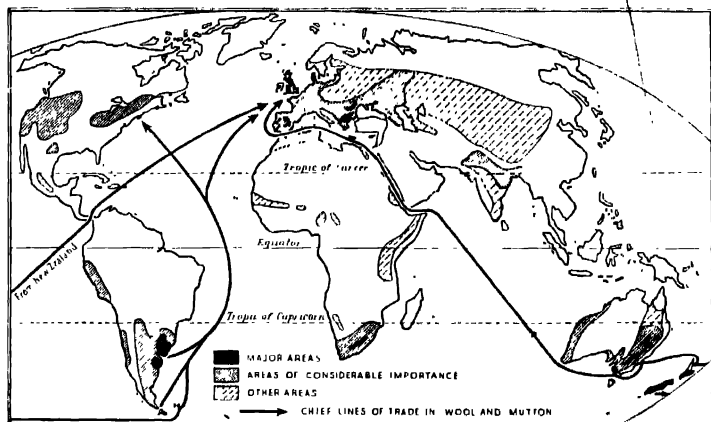 Tropic of Cancer
Equator
From New Zealand
Tropic of Capricorn
MAJOR AREAS
AREAS OF CONSIDERABLE IMPORTANCE
OTHER AREAS
CHIEF LINES OF TRADE IN WOOL AND MUTTON